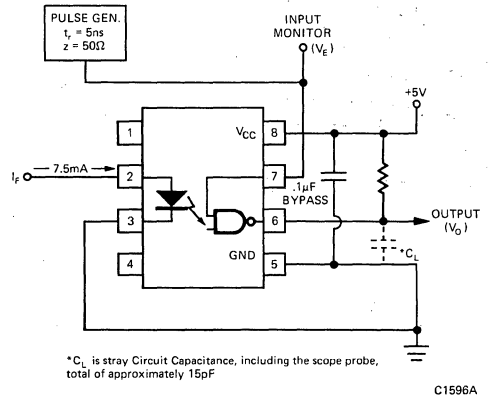 PULSE GEN.
tr = 5ns
z = 50Ω
INPUT
MONITOR
(VE)
+5V
1
VCC
8
IF
7.5mA
2
7
.1μF
BYPASS
3
6
OUTPUT
(VO)
GND
*CL
4
5
*CL is stray Circuit Capacitance, including the scope probe,
total of approximately 15pF
C1596A